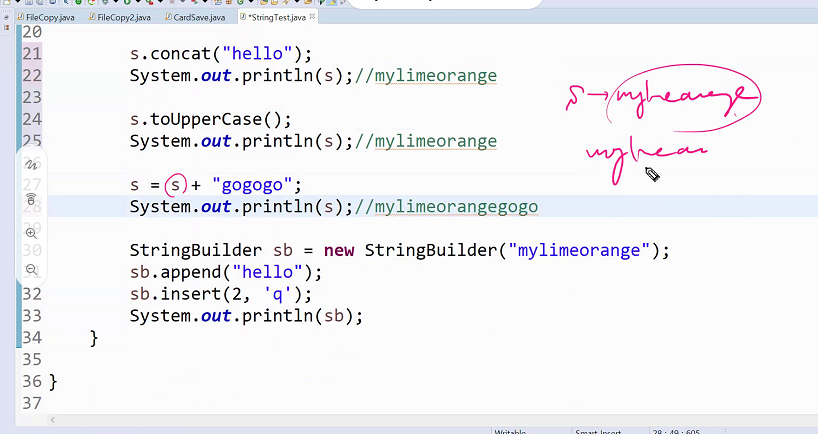 FileCopy.java FileCopy2.java CardSave.java *StringTest.java
20
21 s.concat("hello");
22 System.out.println(s);//mylimeorange
23
24 s.toUpperCase();
25 System.out.println(s);//mylimeorange
27 s = s + "gogogo";
28 System.out.println(s);//mylimeorangegogo
29
30 StringBuilder sb = new StringBuilder("mylimeorange");
31 sb.append("hello");
32 sb.insert(2, 'q');
33 System.out.println(sb);
34 }
35
36 }
37
S →
Writable Smart Insert 28 : 49 : 605